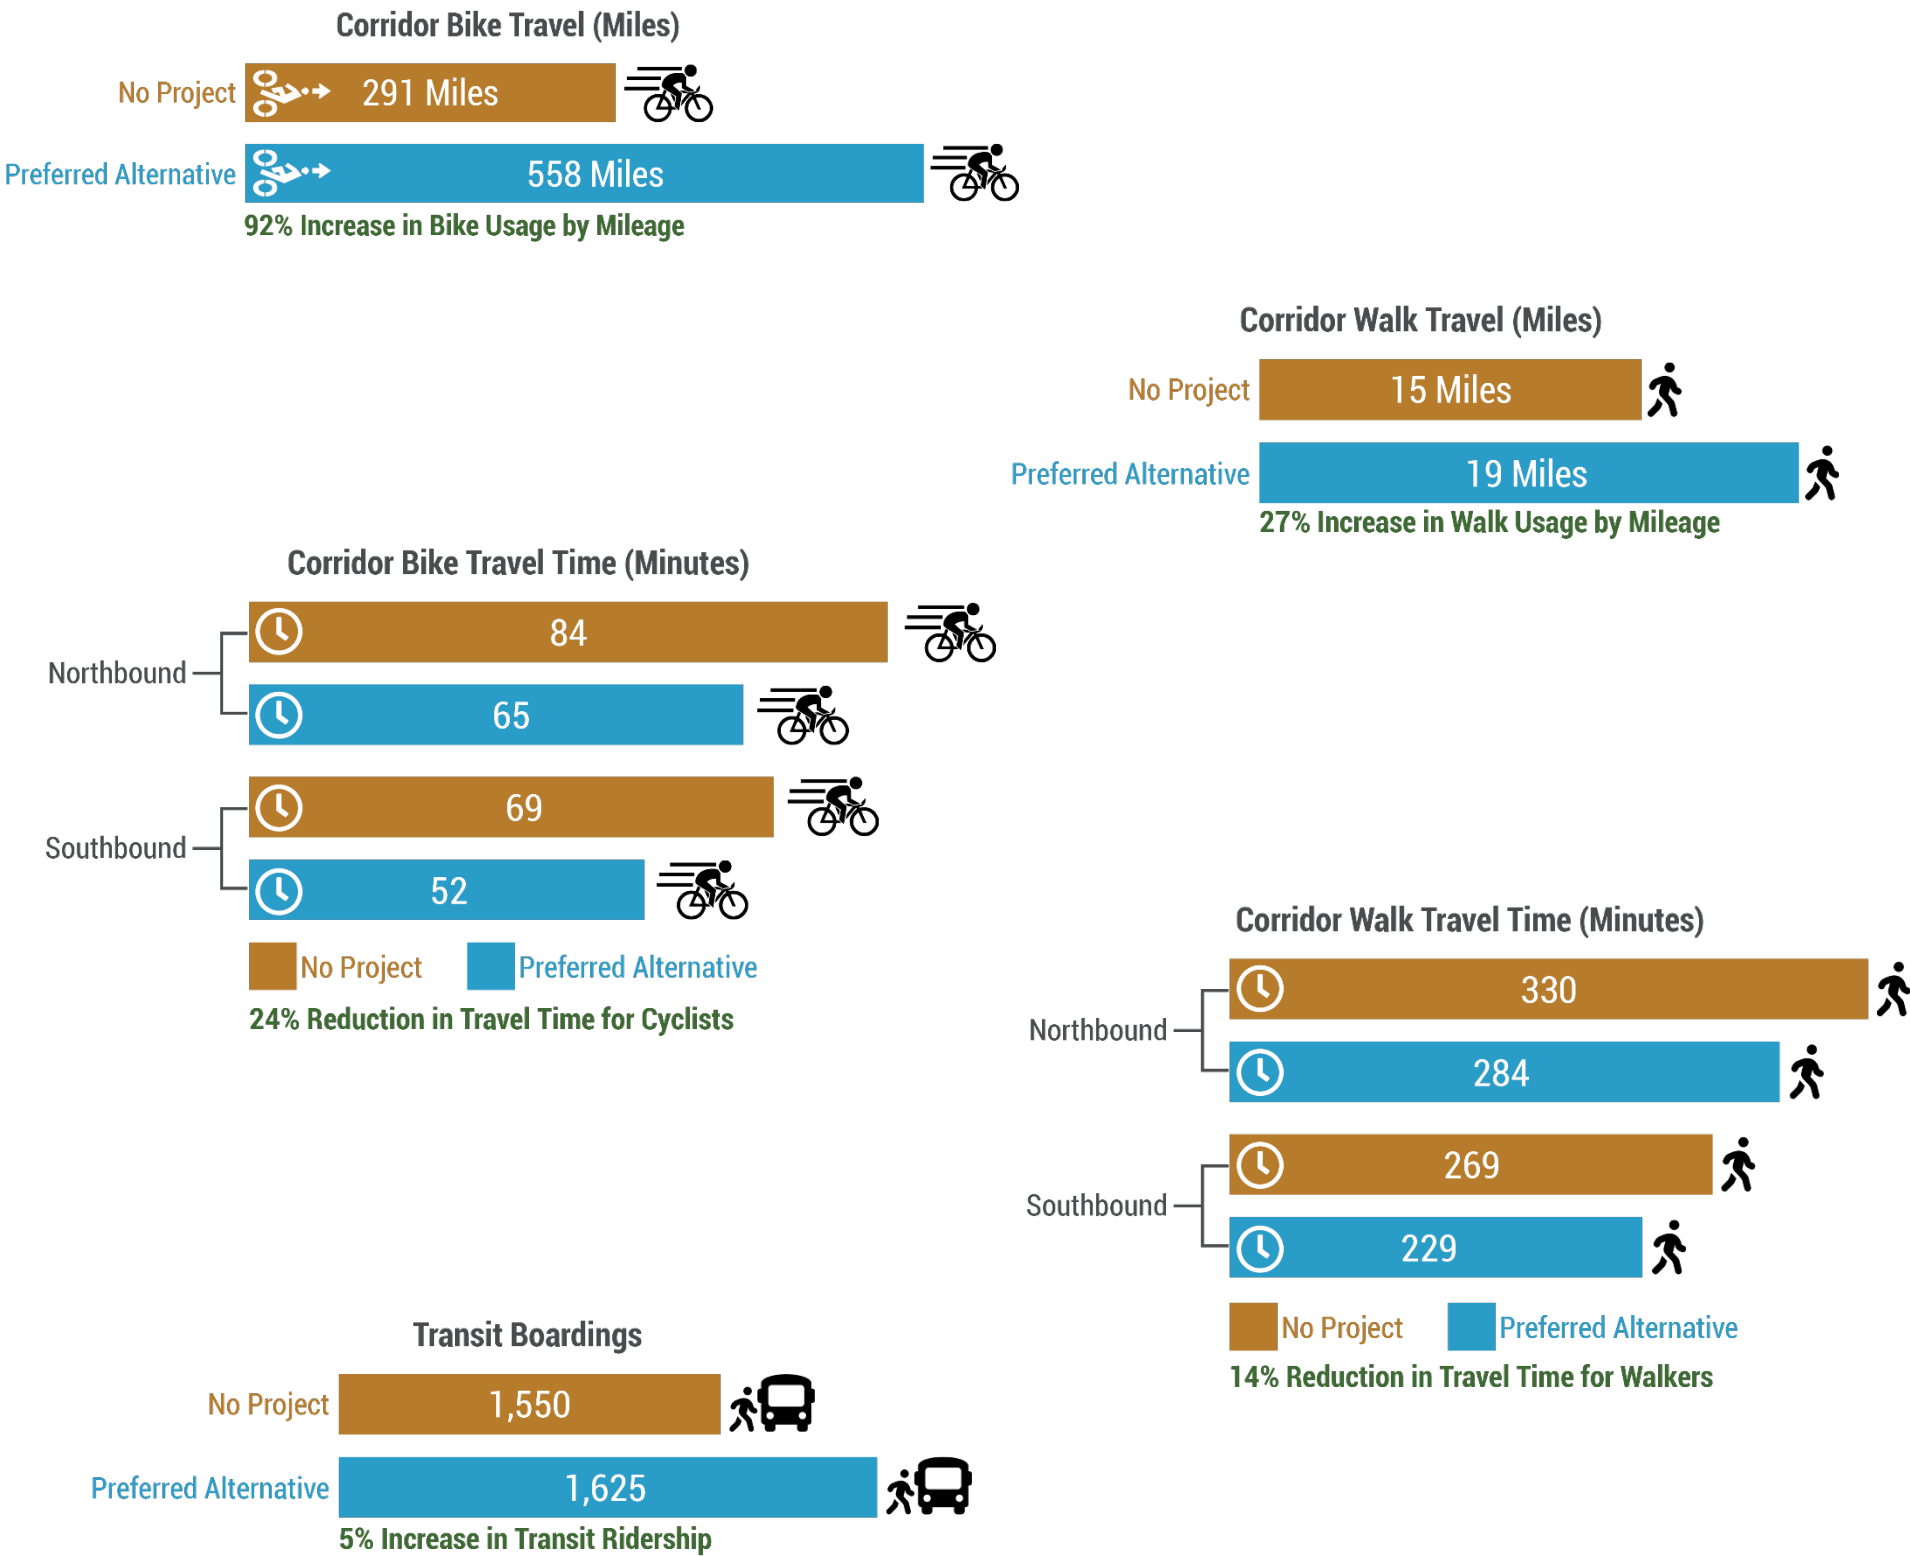 Corridor Bike Travel (Miles)
No Project
291 Miles
Preferred Alternative
558 Miles
92% Increase in Bike Usage by Mileage
Corridor Walk Travel (Miles)
No Project
15 Miles
Preferred Alternative
19 Miles
27% Increase in Walk Usage by Mileage
Corridor Bike Travel Time (Minutes)
Northbound
84
65
Southbound
69
52
No Project
Preferred Alternative
24% Reduction in Travel Time for Cyclists
Corridor Walk Travel Time (Minutes)
Northbound
330
284
Southbound
269
229
No Project
Preferred Alternative
14% Reduction in Travel Time for Walkers
Transit Boardings
No Project
1,550
Preferred Alternative
1,625
5% Increase in Transit Ridership